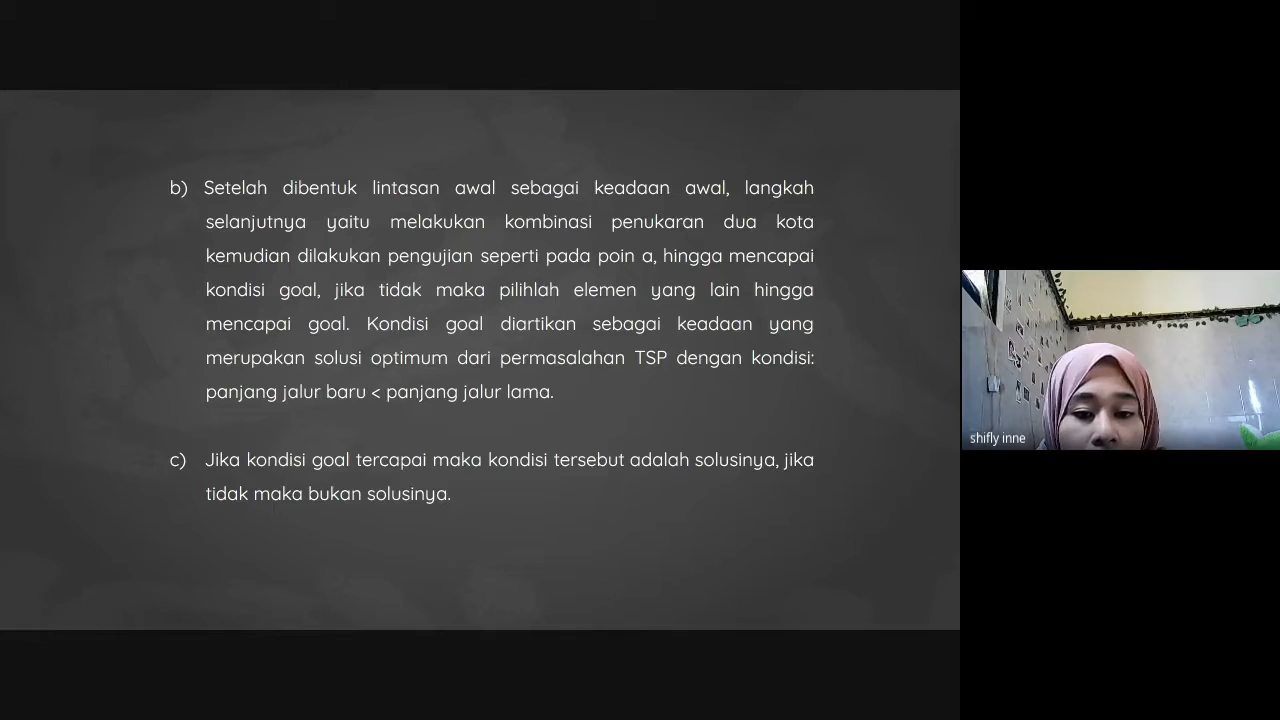 b) Setelah dibentuk lintasan awal sebagai keadaan awal, langkah
selanjutnya yaitu melakukan kombinasi penukaran dua kota
kemudian dilakukan pengujian seperti pada poin a, hingga mencapai
kondisi goal, jika tidak maka pilihlah elemen yang lain hingga
mencapai goal. Kondisi goal diartikan sebagai keadaan yang
merupakan solusi optimum dari permasalahan TSP dengan kondisi:
panjang jalur baru < panjang jalur lama.
c) Jika kondisi goal tercapai maka kondisi tersebut adalah solusinya, jika
tidak maka bukan solusinya.
shifly inne